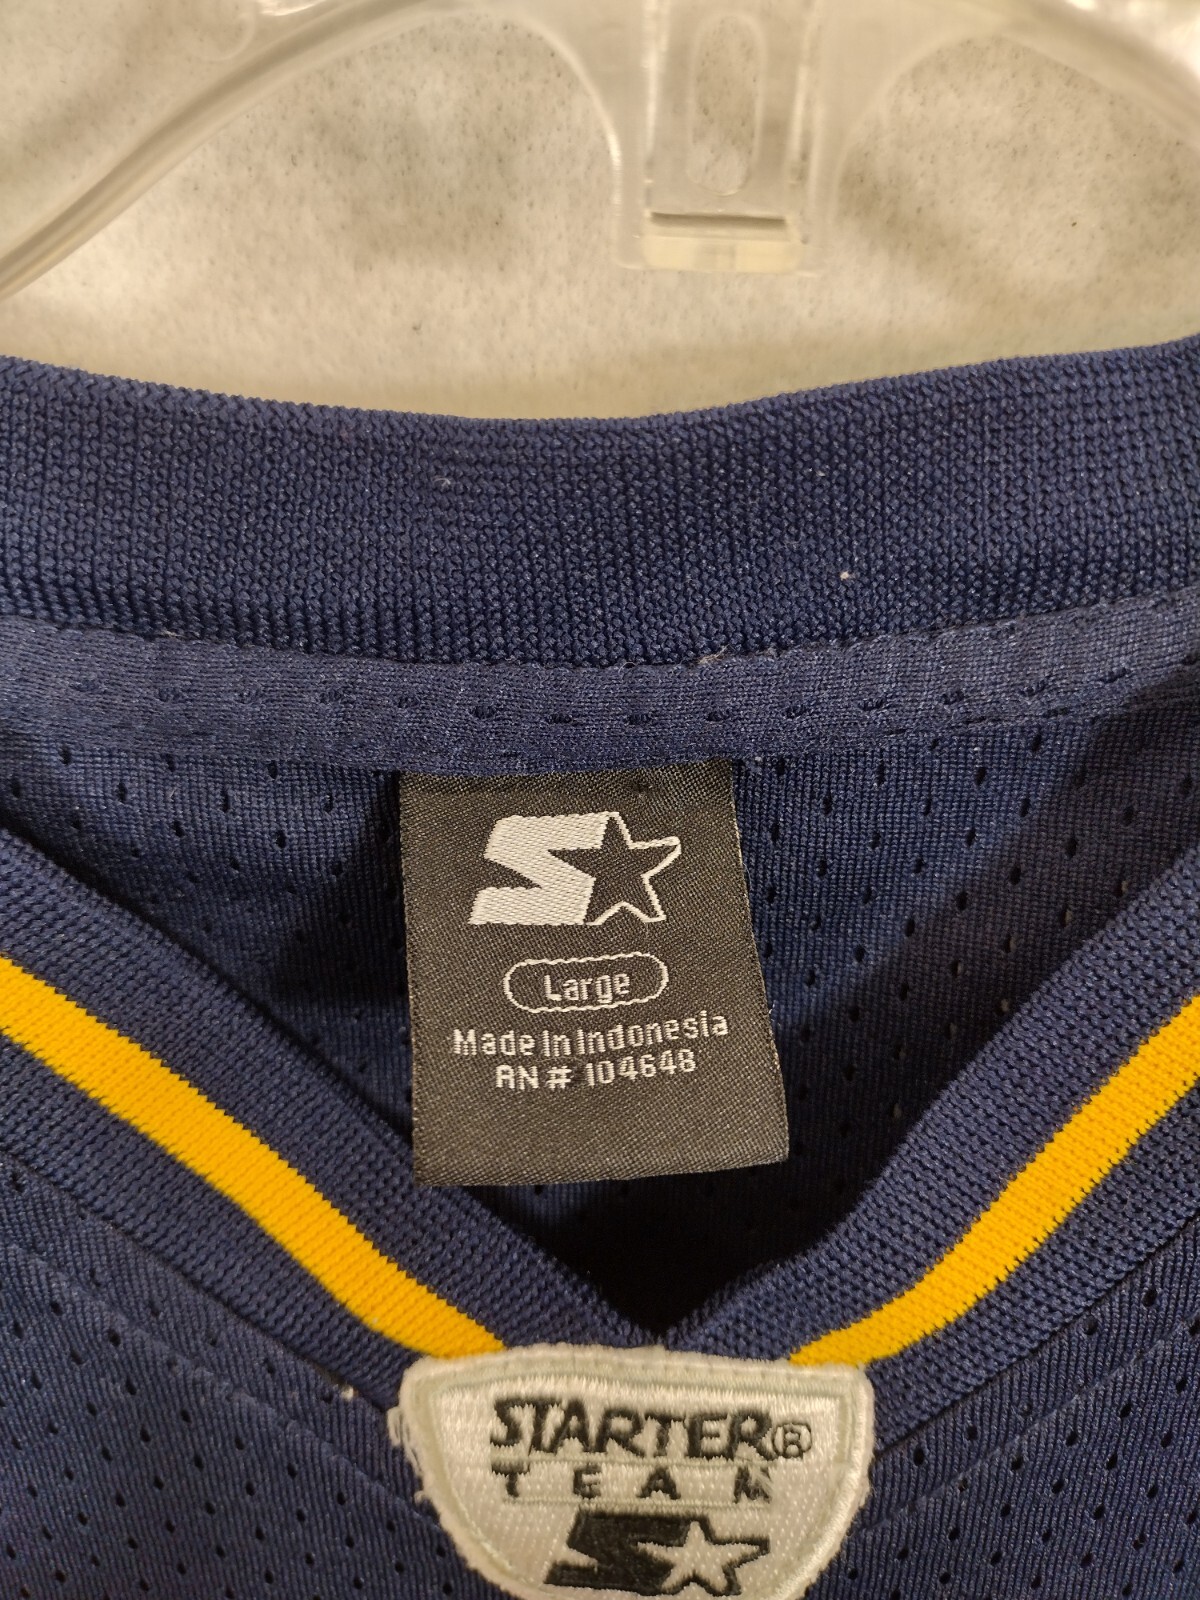 Large
Made in Indonesia
RN # 104648
STARTER®
TEAM